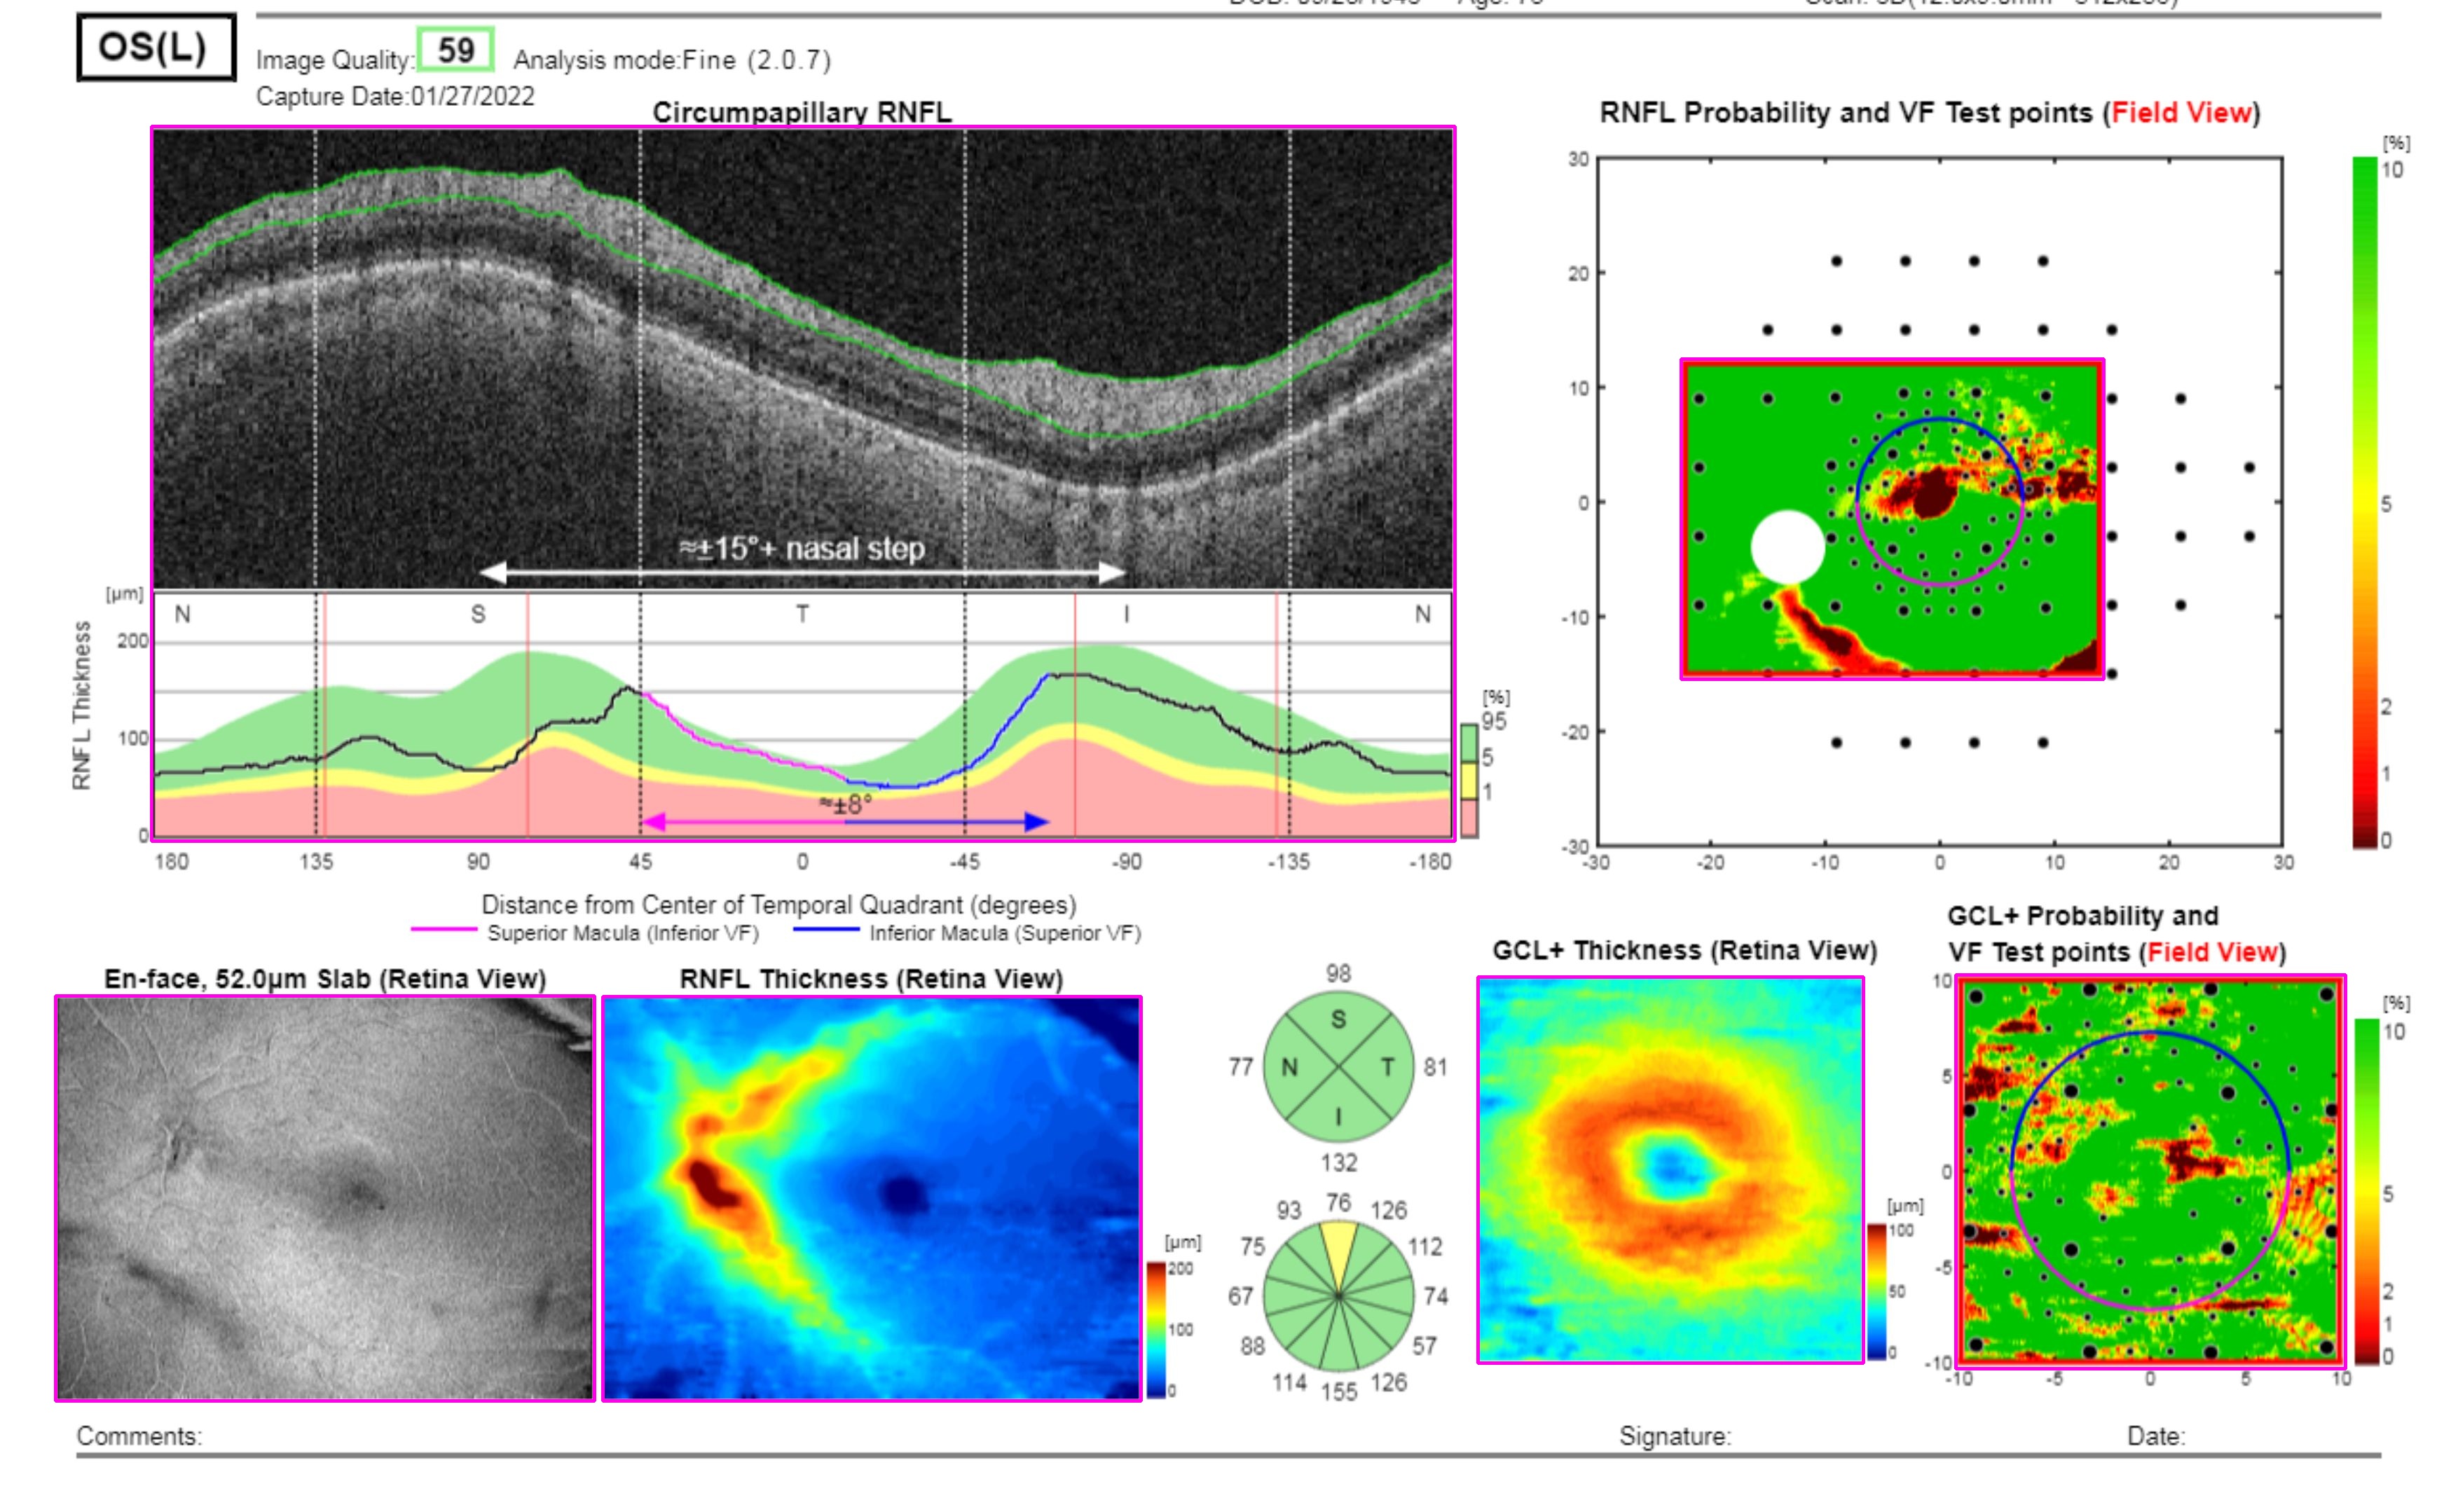 OS(L)
Image Quality: 59 Analysis mode:Fine (2.0.7)
Capture Date:01/27/2022
Circumpapillary RNFL
≈±15°+ nasal step
[µm]
RNFL Thickness
200
100
0
N S T I N
≈±8°
[%]
95
5
1
180 135 90 45 0 -45 -90 -135 -180
Distance from Center of Temporal Quadrant (degrees)
Superior Macula (Inferior VF) Inferior Macula (Superior VF)
RNFL Probability and VF Test points (Field View)
30
20
10
0
-10
-20
-30
-30 -20 -10 0 10 20 30
[%]
10
5
2
1
0
En-face, 52.0µm Slab (Retina View)
RNFL Thickness (Retina View)
[µm]
200
100
0
98
S
77 N T 81
I
132
93 76 126
75 112
67 74
88 57
114 155 126
GCL+ Thickness (Retina View)
[µm]
100
50
0
GCL+ Probability and
VF Test points (Field View)
10
5
0
-5
-10
-10 -5 0 5 10
[%]
10
5
2
1
0
Comments: Signature: Date: